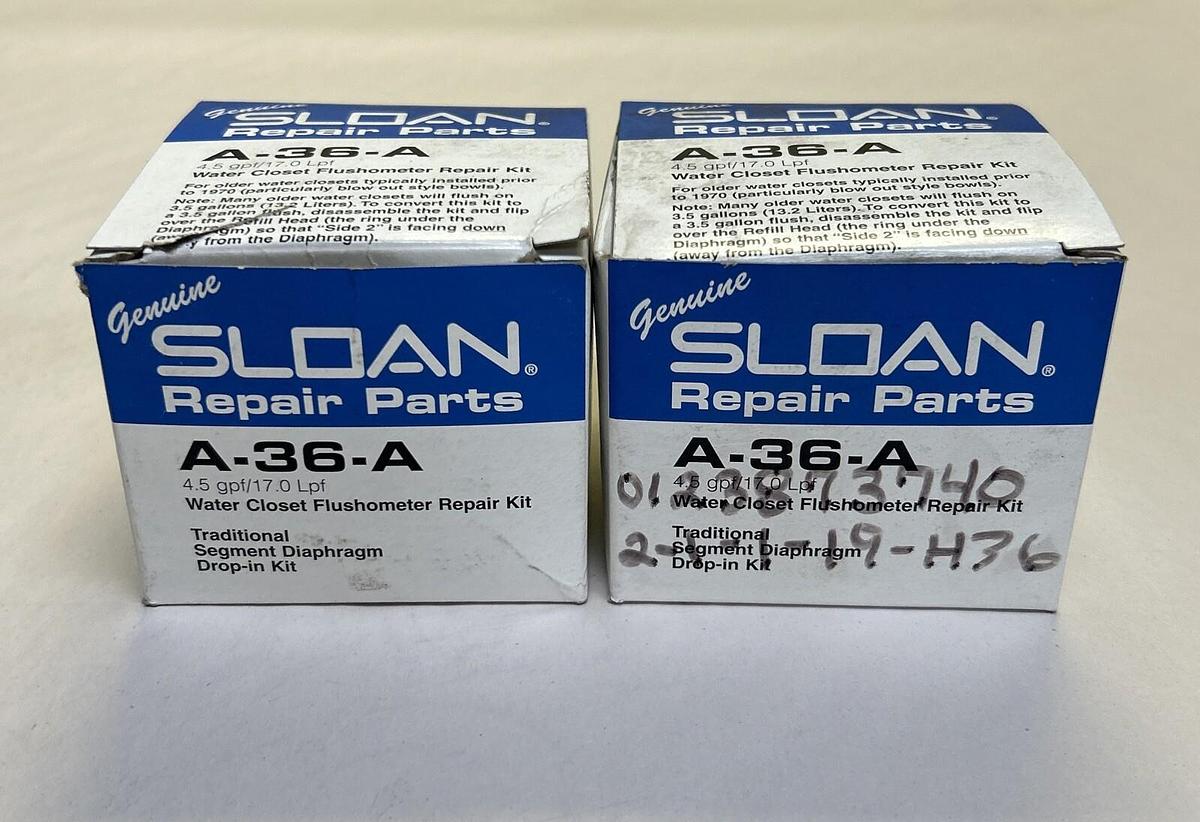 Genuine
SLOAN®
Repair Parts
A-36-A
4.5 gpf/17.0 Lpf
Water Closet Flushometer Repair Kit
For older water closets typically installed prior
to 1970 (particularly blow out style bowls).
Note: Many older water closets will flush on
3.5 gallons (13.2 Liters). To convert this kit to
a 3.5 gallon flush, disassemble the kit and flip
over the Refill Head (the ring under the
Diaphragm) so that "Side 2" is facing down
(away from the Diaphragm).
Genuine
SLOAN®
Repair Parts
A-36-A
4.5 gpf/17.0 Lpf
Water Closet Flushometer Repair Kit
Traditional
Segment Diaphragm
Drop-in Kit
Genuine
SLOAN®
Repair Parts
A-36-A
4.5 gpf/17.0 Lpf
Water Closet Flushometer Repair Kit
For older water closets typically installed prior
to 1970 (particularly blow out style bowls).
Note: Many older water closets will flush on
3.5 gallons (13.2 Liters). To convert this kit to
a 3.5 gallon flush, disassemble the kit and flip
over the Refill Head (the ring under the
Diaphragm) so that "Side 2" is facing down
(away from the Diaphragm).
Genuine
SLOAN®
Repair Parts
A-36-A
4.5 gpf/17.0 Lpf
Water Closet Flushometer Repair Kit
Traditional
Segment Diaphragm
Drop-in Kit
2-1-1-19-H36